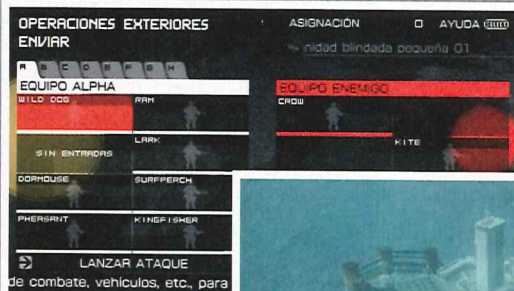 OPERACIONES EXTERIORES
ENVIAR
ASIGNACIÓN
AYUDA
nidad blindada pequeña 01
A B C D E F G H
EQUIPO ALPHA
WILD DOG
RAM
LARK
SIN ENTRADAS
DORMOUSE
SURFPERCH
PHEASANT
KINGFISHER
LANZAR ATAQUE
de combate, vehículos, etc., para
EQUIPO ENEMIGO
CROW
KITE